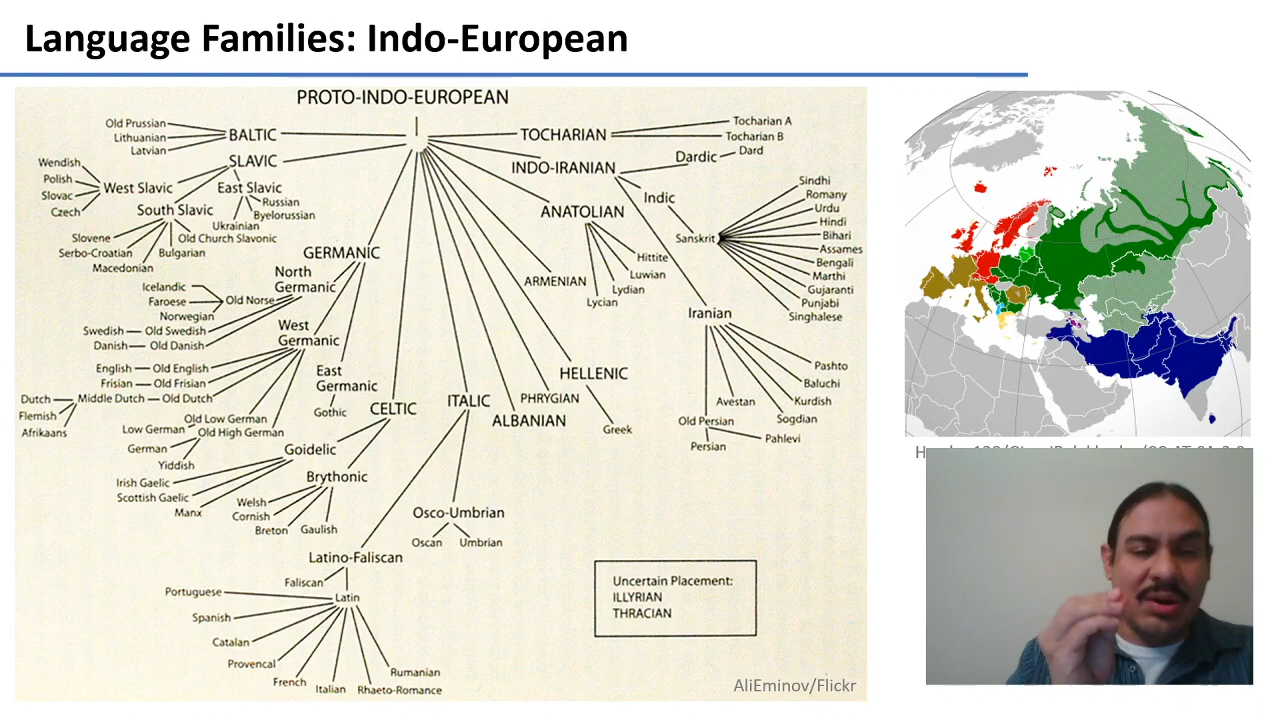 Language Families: Indo-European
PROTO-INDO-EUROPEAN
BALTIC
Old Prussian
Lithuanian
Latvian
SLAVIC
West Slavic
Wendish
Polish
Slovac
Czech
East Slavic
Russian
Byelorussian
Ukrainian
South Slavic
Old Church Slavonic
Slovene
Serbo-Croatian
Bulgarian
Macedonian
TOCHARIAN
Tocharian A
Tocharian B
INDO-IRANIAN
Dardic
Dard
Indic
Sanskrit
Sindhi
Romany
Urdu
Hindi
Bihari
Assames
Bengali
Marthi
Gujaranti
Punjabi
Singhalese
Iranian
Pashto
Baluchi
Kurdish
Sogdian
Avestan
Old Persian
Persian
Pahlevi
ANATOLIAN
Hittite
Luwian
Lydian
Lycian
ARMENIAN
GERMANIC
North
Germanic
Old Norse
Icelandic
Faroese
Norwegian
Swedish
Old Swedish
Danish
Old Danish
West
Germanic
English
Old English
Frisian
Old Frisian
Dutch
Flemish
Afrikaans
Middle Dutch
Old Dutch
Low German
Old Low German
Old High German
German
Yiddish
East
Germanic
Gothic
CELTIC
Goidelic
Irish Gaelic
Scottish Gaelic
Manx
Brythonic
Welsh
Cornish
Breton
Gaulish
ITALIC
Osco-Umbrian
Oscan
Umbrian
Latino-Faliscan
Faliscan
Latin
Portuguese
Spanish
Catalan
Provencal
French
Italian
Rhaeto-Romance
Rumanian
ALBANIAN
PHRYGIAN
HELLENIC
Greek
Uncertain Placement:
ILLYRIAN
THRACIAN
AliEminov/Flickr